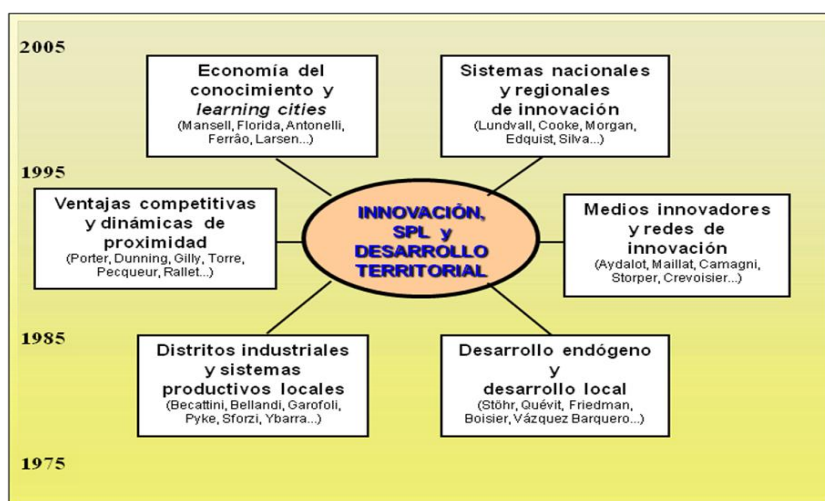 2005
Economía del
conocimiento y
learning cities
(Mansell, Florida, Antonelli,
Ferrâo, Larsen...)
Sistemas nacionales
y regionales
de innovación
(Lundvall, Cooke, Morgan,
Edquist, Silva...)
1995
Ventajas competitivas
y dinámicas de
proximidad
(Porter, Dunning, Gilly, Torre,
Pecqueur, Rallet...)
INNOVACIÓN,
SPL y
DESARROLLO
TERRITORIAL
Medios innovadores
y redes de
innovación
(Aydalot, Maillat, Camagni,
Storper, Crevoisier...)
1985
Distritos industriales
y sistemas
productivos locales
(Becattini, Bellandi, Garofoli,
Pyke, Sforzi, Ybarra...)
Desarrollo endógeno
y
desarrollo local
(Stöhr, Quévit, Friedman,
Boisier, Vázquez Barquero...)
1975